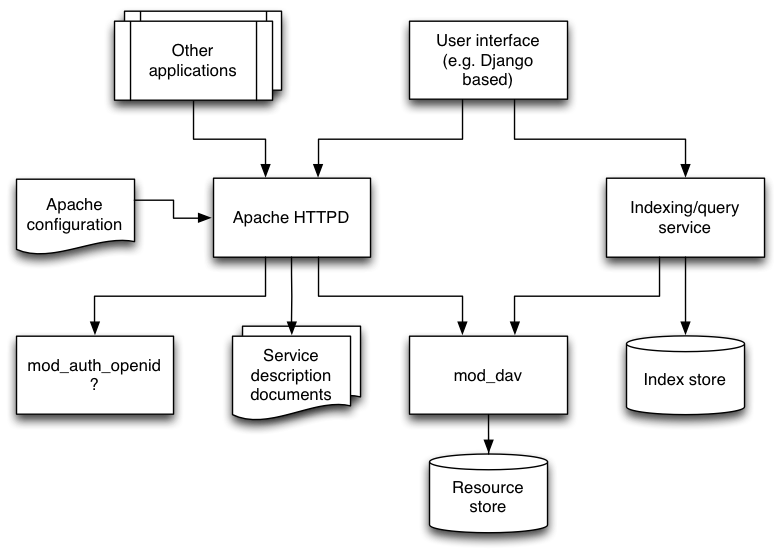 Other
applications
User interface
(e.g. Django
based)
Apache
configuration
Apache HTTPD
Indexing/query
service
mod_auth_openid
?
Service
description
documents
mod_dav
Index store
Resource
store